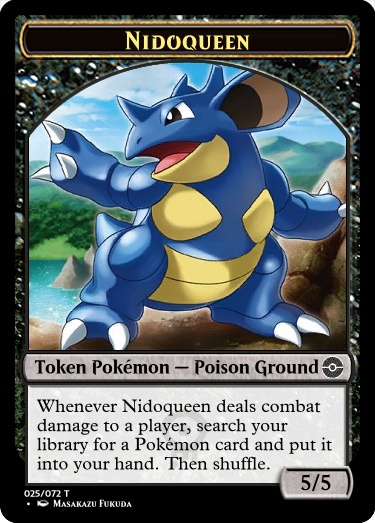 Nidoqueen
Token Pokémon — Poison Ground
Whenever Nidoqueen deals combat
damage to a player, search your
library for a Pokémon card and put it
into your hand. Then shuffle.
5/5
025/072 T
• Masakazu Fukuda